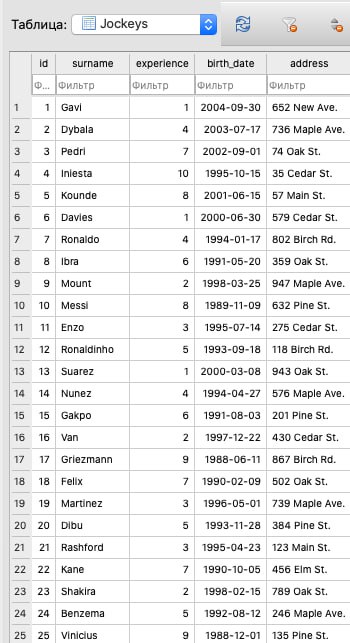 Таблица: Jockeys
id surname experience birth_date address
Ф... Фильтр Фильтр Фильтр Фильтр
1 1 Gavi 1 2004-09-30 652 New Ave.
2 2 Dybala 4 2003-07-17 736 Maple Ave.
3 3 Pedri 7 2002-09-01 74 Oak St.
4 4 Iniesta 10 1995-10-15 35 Cedar St.
5 5 Kounde 8 2001-06-15 57 Main St.
6 6 Davies 1 2000-06-30 579 Cedar St.
7 7 Ronaldo 4 1994-01-17 802 Birch Rd.
8 8 Ibra 6 1991-05-20 359 Oak St.
9 9 Mount 2 1998-03-25 947 Maple Ave.
10 10 Messi 8 1989-11-09 632 Pine St.
11 11 Enzo 3 1995-07-14 275 Cedar St.
12 12 Ronaldinho 5 1993-09-18 118 Birch Rd.
13 13 Suarez 1 2000-03-08 943 Oak St.
14 14 Nunez 4 1994-04-27 576 Maple Ave.
15 15 Gakpo 6 1991-08-03 201 Pine St.
16 16 Van 2 1997-12-22 430 Cedar St.
17 17 Griezmann 9 1988-06-11 867 Birch Rd.
18 18 Felix 7 1990-02-09 502 Oak St.
19 19 Martinez 3 1996-05-01 739 Maple Ave.
20 20 Dibu 5 1993-11-28 384 Pine St.
21 21 Rashford 3 1995-04-23 123 Main St.
22 22 Kane 7 1990-10-05 456 Elm St.
23 23 Shakira 2 1998-02-15 789 Oak St.
24 24 Benzema 5 1992-08-12 246 Maple Ave.
25 25 Vinicius 9 1988-12-01 135 Pine St.